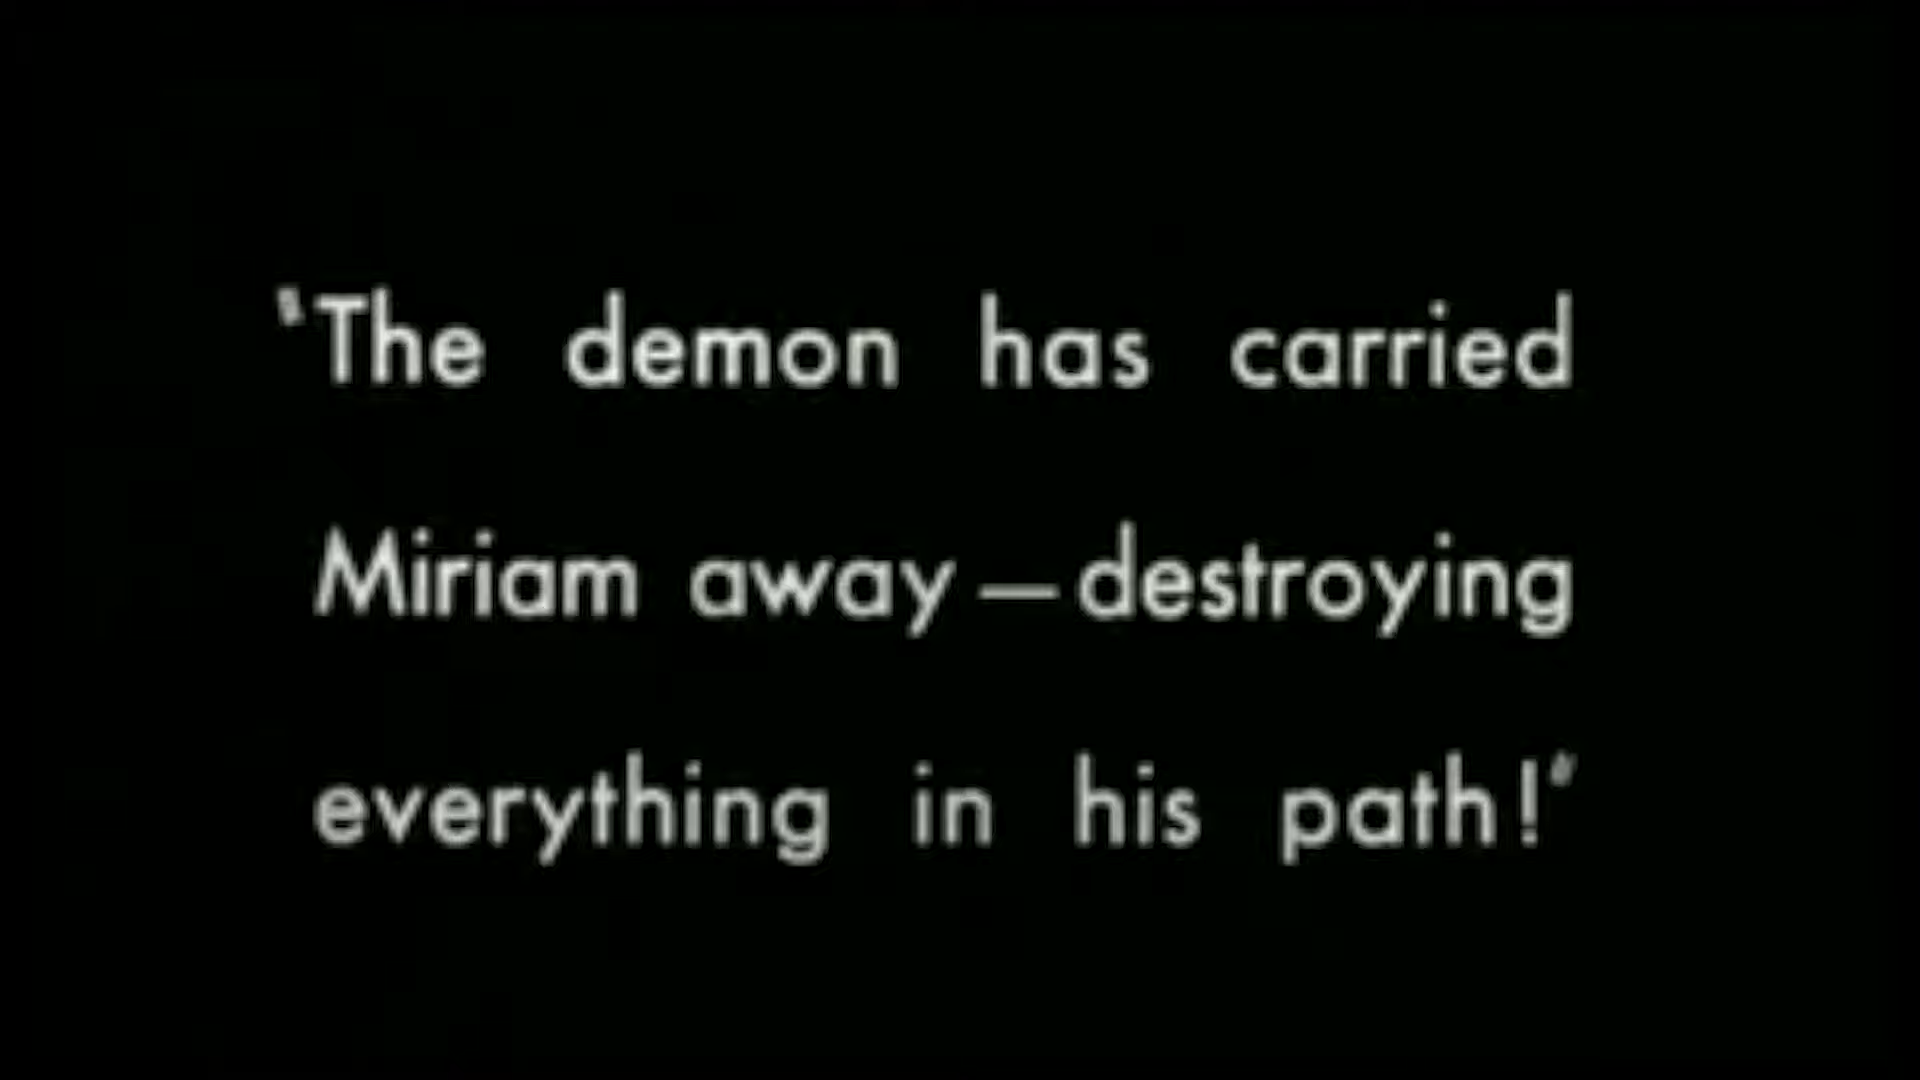 "The demon has carried
Miriam away — destroying
everything in his path!"